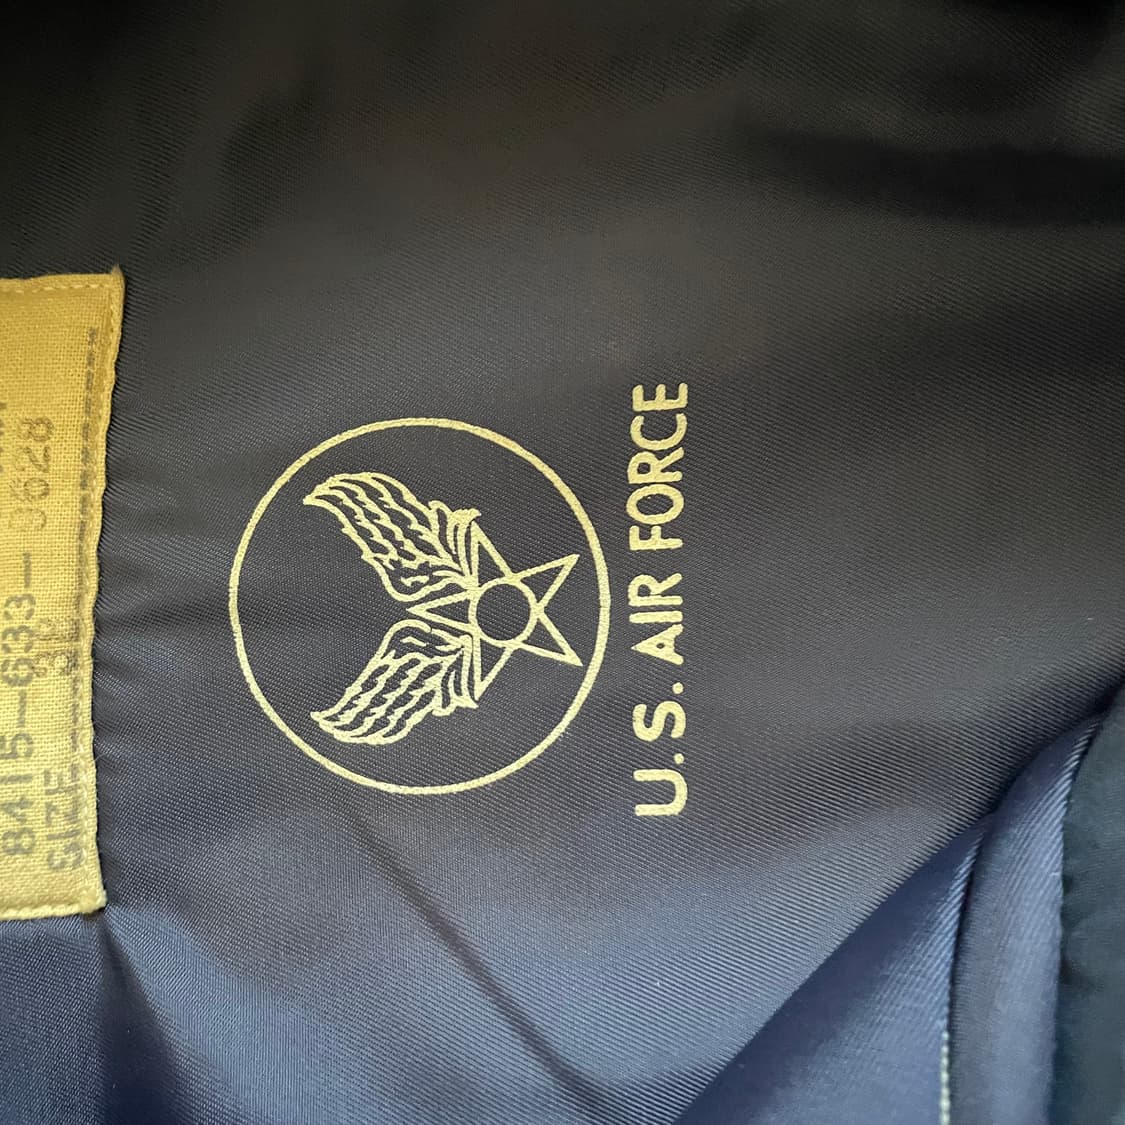 8415-633-
SIZE
U.S. AIR FORCE